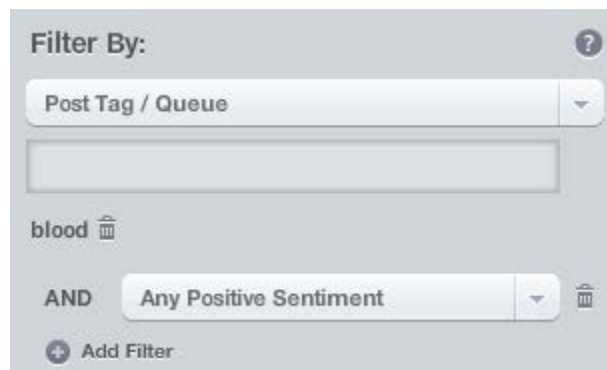 Filter By:
?
Post Tag / Queue
blood
AND Any Positive Sentiment
Add Filter